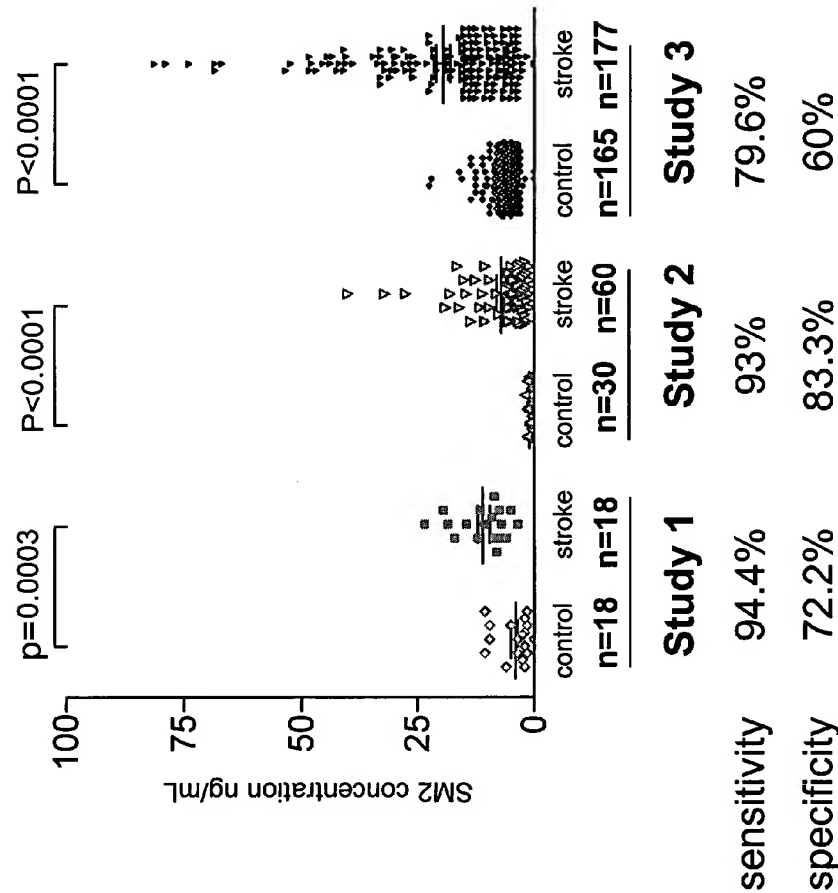 p=0.0003 P<0.0001 P<0.0001
100
75
50
25
0
SM2 concentration ng/mL
control stroke control stroke control stroke
n=18 n=18 n=30 n=60 n=165 n=177
Study 1 Study 2 Study 3
sensitivity 94.4% 93% 79.6%
specificity 72.2% 83.3% 60%